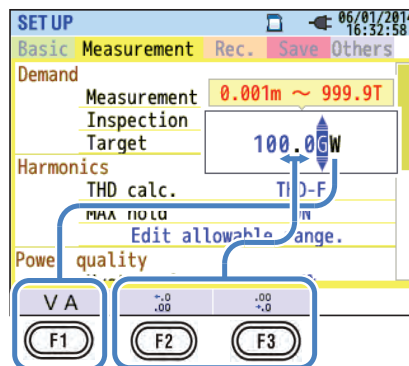 SET UP 06/01/2014
16:32:58
Basic Measurement Rec. Save Others
Demand
Measurement 0.001m ～ 999.9T
Inspection
Target 100.0GW
Harmonics
THD calc. THD-F
MAX hold ON
Edit allowable range.
Power quality
V A ←.0 .00
.00 →.0
F1 F2 F3